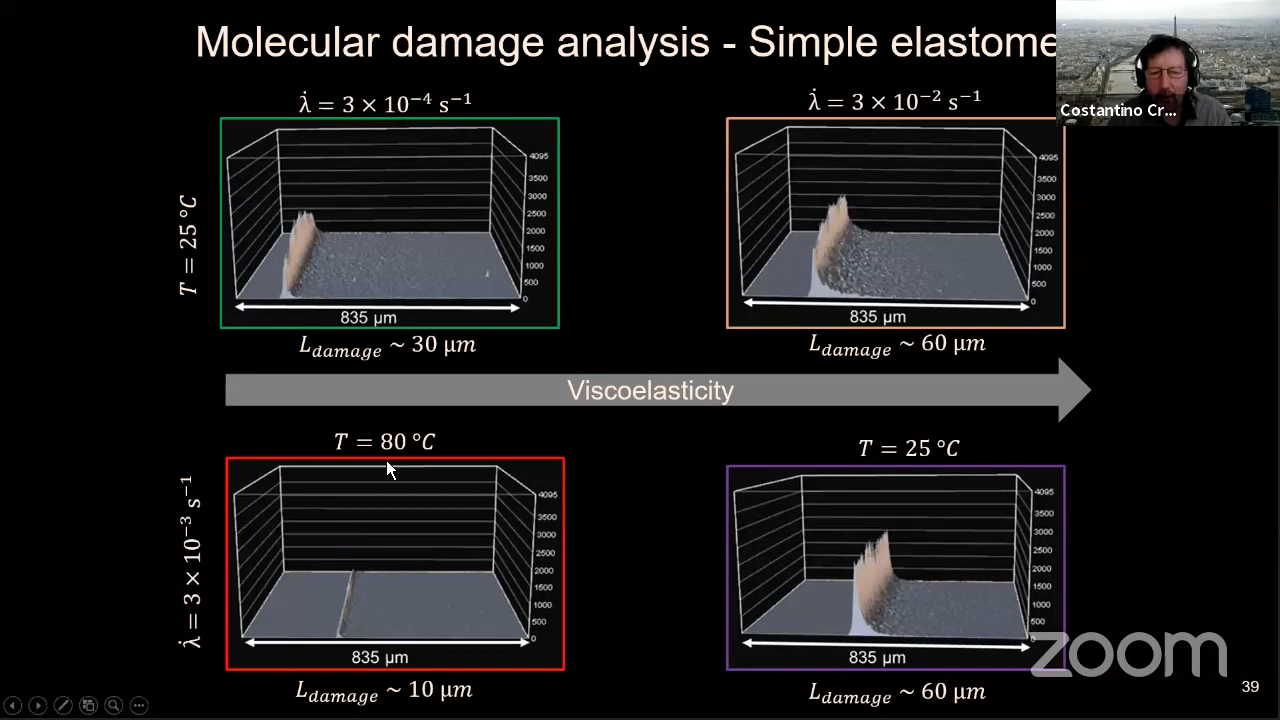 Molecular damage analysis - Simple elastome
Costantino Cr...
λ̇ = 3 × 10⁻⁴ s⁻¹
λ̇ = 3 × 10⁻² s⁻¹
T = 25 °C
4095
3500
3000
2500
2000
1500
1000
500
0
835 µm
4095
3500
3000
2500
2000
1500
1000
500
0
835 µm
L_damage ~ 30 µm
L_damage ~ 60 µm
Viscoelasticity
T = 80 °C
T = 25 °C
λ̇ = 3 × 10⁻³ s⁻¹
4095
3500
3000
2500
2000
1500
1000
500
0
835 µm
4095
3500
3000
2500
2000
1500
1000
500
0
835 µm
L_damage ~ 10 µm
L_damage ~ 60 µm
zoom
39